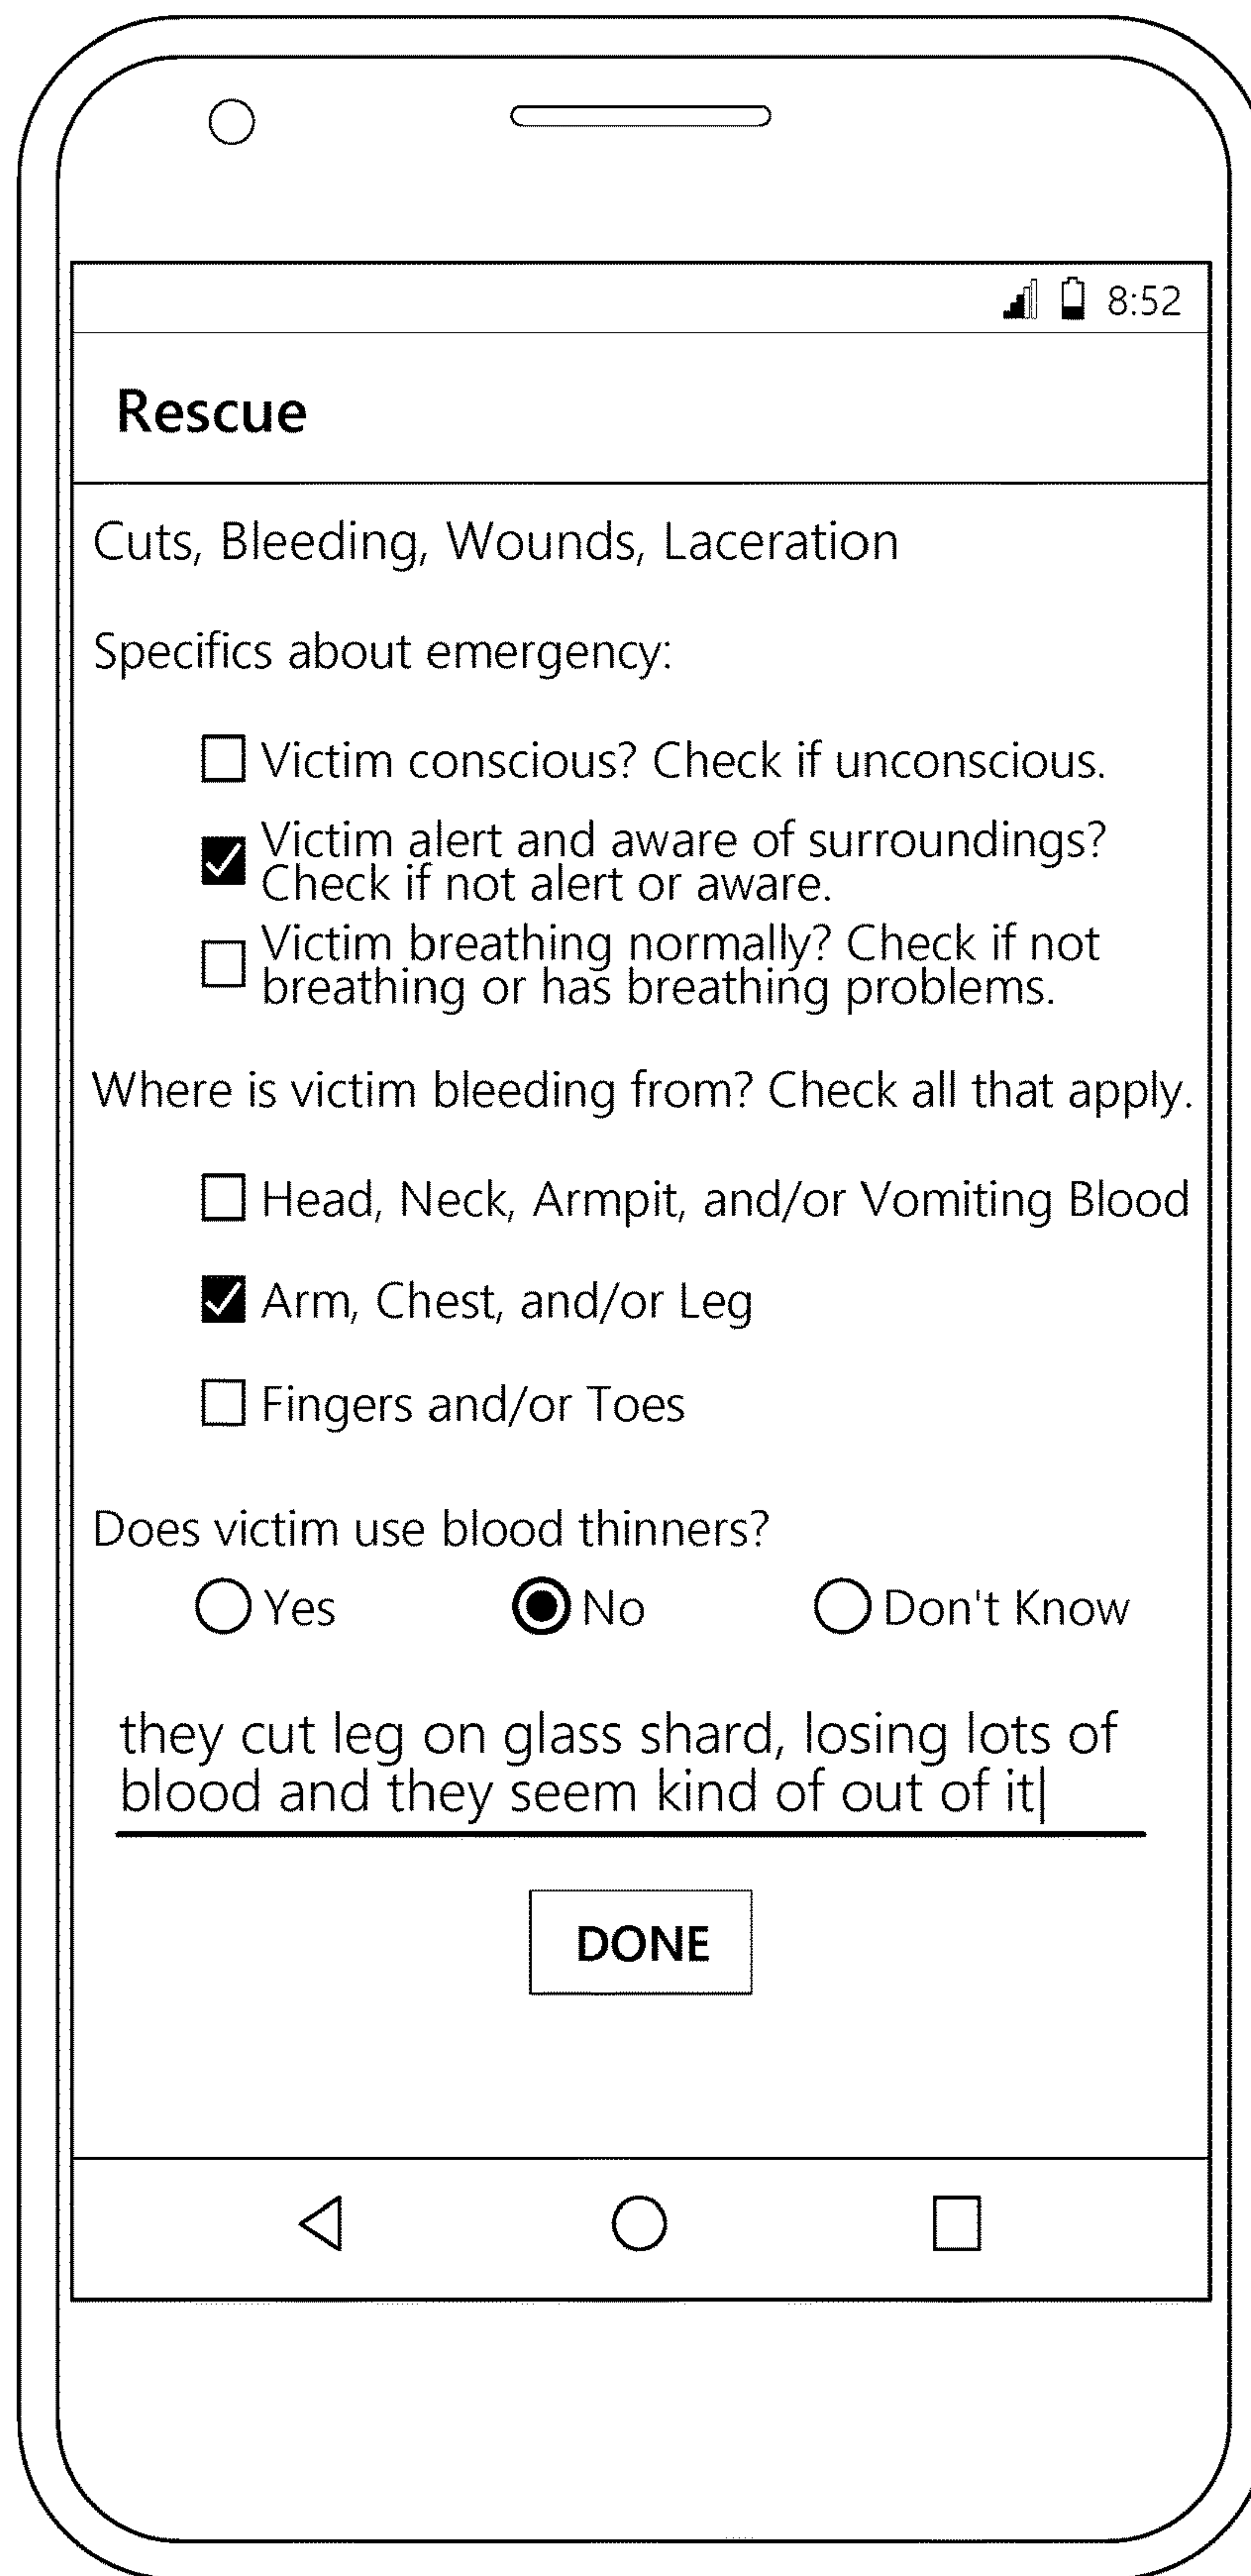 8:52
Rescue
Cuts, Bleeding, Wounds, Laceration
Specifics about emergency:
Victim conscious? Check if unconscious.
Victim alert and aware of surroundings?
Check if not alert or aware.
Victim breathing normally? Check if not
breathing or has breathing problems.
Where is victim bleeding from? Check all that apply.
Head, Neck, Armpit, and/or Vomiting Blood
Arm, Chest, and/or Leg
Fingers and/or Toes
Does victim use blood thinners?
Yes No Don't Know
they cut leg on glass shard, losing lots of
blood and they seem kind of out of it
DONE